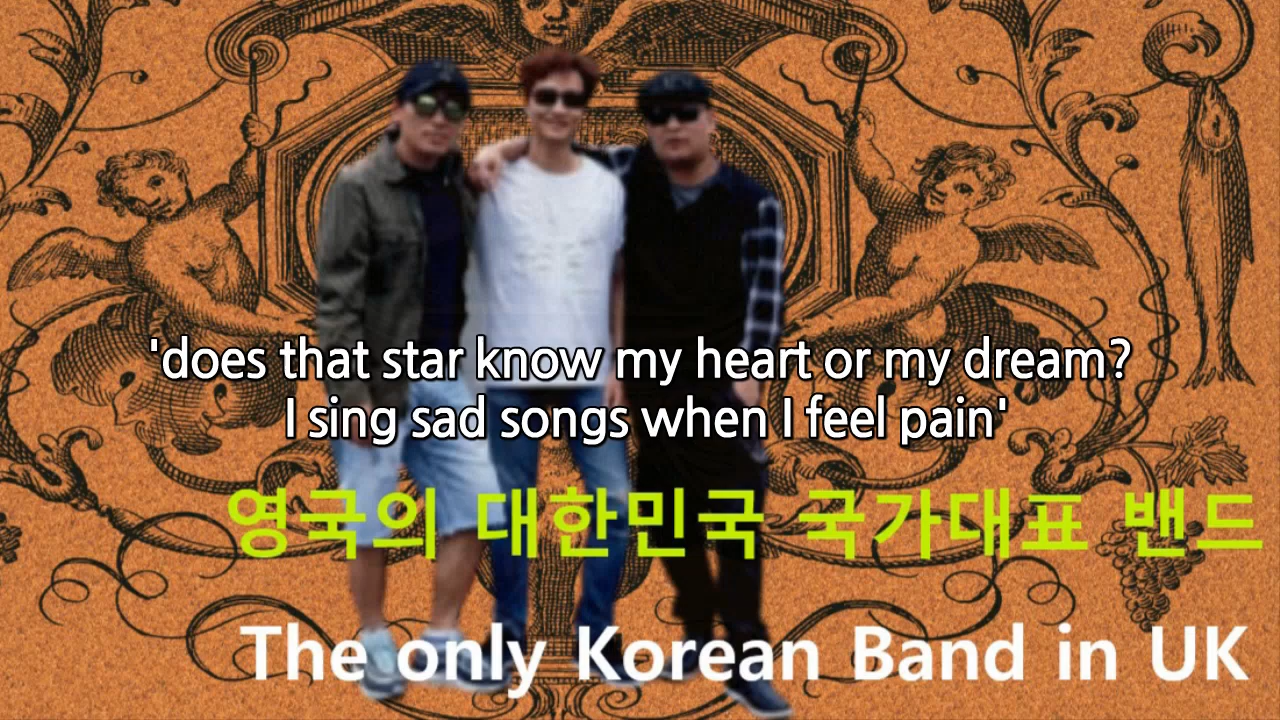 'does that star know my heart or my dream?
I sing sad songs when I feel pain'
영국의 대한민국 국가대표 밴드
The only Korean Band in UK